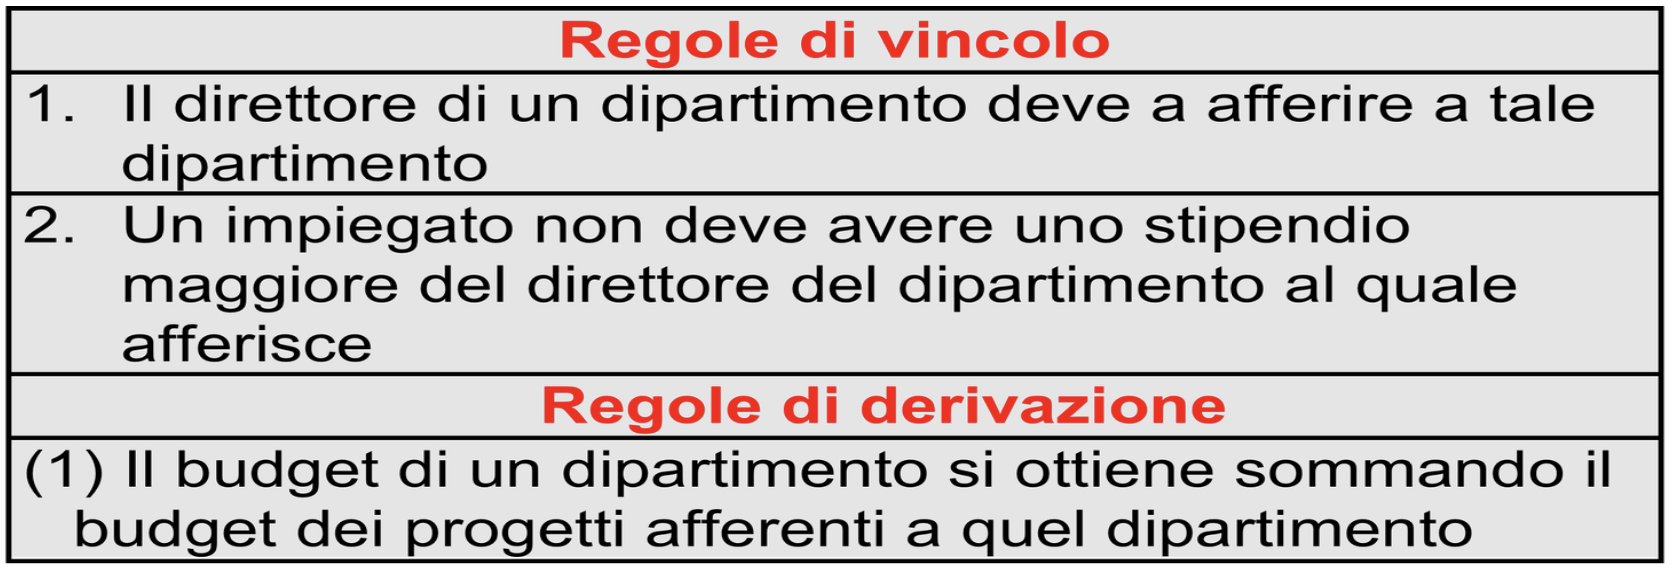 Regole di vincolo
1. Il direttore di un dipartimento deve a afferire a tale
dipartimento
2. Un impiegato non deve avere uno stipendio
maggiore del direttore del dipartimento al quale
afferisce
Regole di derivazione
(1) Il budget di un dipartimento si ottiene sommando il
budget dei progetti afferenti a quel dipartimento